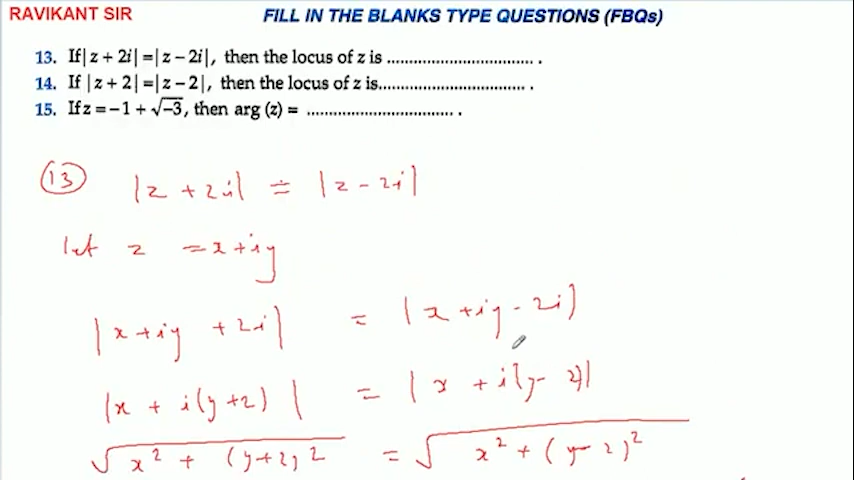 RAVIKANT SIR
FILL IN THE BLANKS TYPE QUESTIONS (FBQs)
13. If|z + 2i|=|z − 2i|, then the locus of z is ................................. .
14. If |z + 2|=|z − 2|, then the locus of z is................................. .
15. If z = −1 + √−3, then arg (z) = ................................. .
13
|z + 2i| = |z − 2i|
let z = x+iy
|x+iy +2i| = |x +iy − 2i|
|x + i(y+2)| = |x + i(y − 2)|
√x² + (y+2)² = √x² + (y−2)²